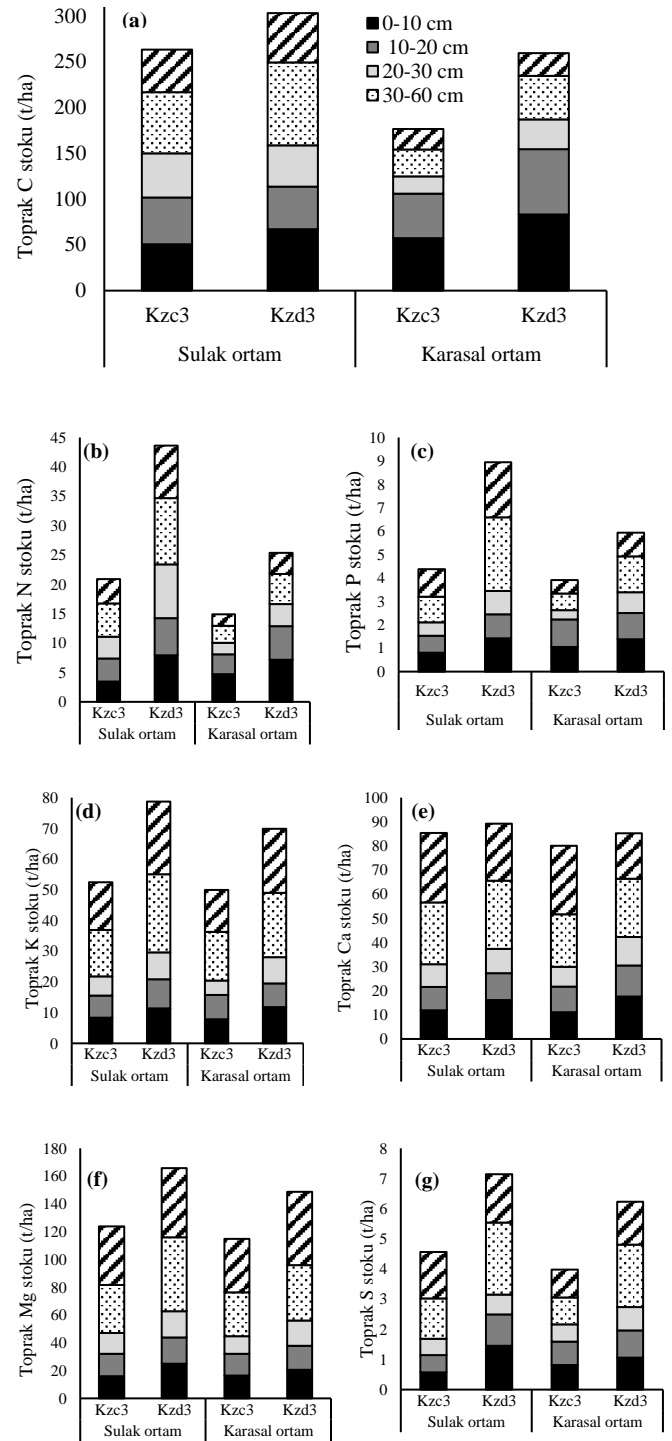 (a)
Toprak C stoku (t/ha)
300
250
200
150
100
50
0
0-10 cm
10-20 cm
20-30 cm
30-60 cm
Kzc3 Kzd3 Kzc3 Kzd3
Sulak ortam Karasal ortam
(b)
Toprak N stoku (t/ha)
45
40
35
30
25
20
15
10
5
0
Kzc3 Kzd3 Kzc3 Kzd3
Sulak ortam Karasal ortam
(c)
Toprak P stoku (t/ha)
10
9
8
7
6
5
4
3
2
1
0
Kzc3 Kzd3 Kzc3 Kzd3
Sulak ortam Karasal ortam
(d)
Toprak K stoku (t/ha)
80
70
60
50
40
30
20
10
0
Kzc3 Kzd3 Kzc3 Kzd3
Sulak ortam Karasal ortam
(e)
Toprak Ca stoku (t/ha)
100
90
80
70
60
50
40
30
20
10
0
Kzc3 Kzd3 Kzc3 Kzd3
Sulak ortam Karasal ortam
(f)
Toprak Mg stoku (t/ha)
180
160
140
120
100
80
60
40
20
0
Kzc3 Kzd3 Kzc3 Kzd3
Sulak ortam Karasal ortam
(g)
Toprak S stoku (t/ha)
8
7
6
5
4
3
2
1
0
Kzc3 Kzd3 Kzc3 Kzd3
Sulak ortam Karasal ortam